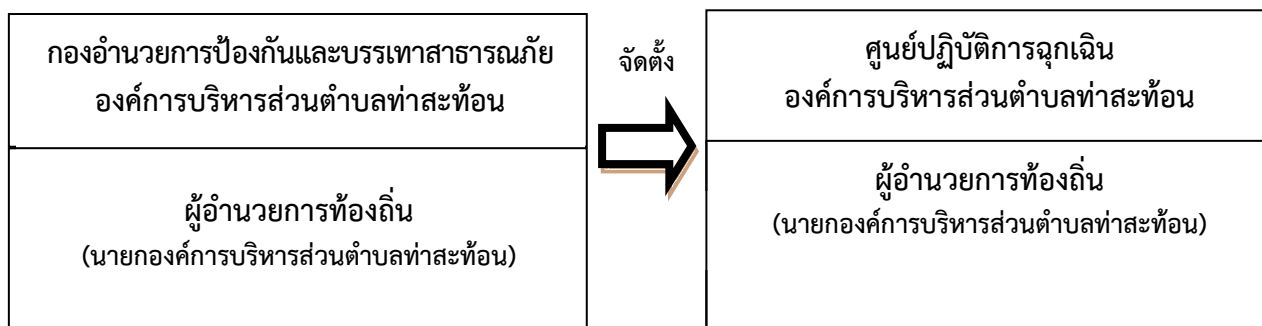 กองอำนวยการป้องกันและบรรเทาสาธารณภัย
องค์การบริหารส่วนตำบลท่าสะท้อน
ผู้อำนวยการท้องถิ่น
(นายกองค์การบริหารส่วนตำบลท่าสะท้อน)
จัดตั้ง
ศูนย์ปฏิบัติการฉุกเฉิน
องค์การบริหารส่วนตำบลท่าสะท้อน
ผู้อำนวยการท้องถิ่น
(นายกองค์การบริหารส่วนตำบลท่าสะท้อน)